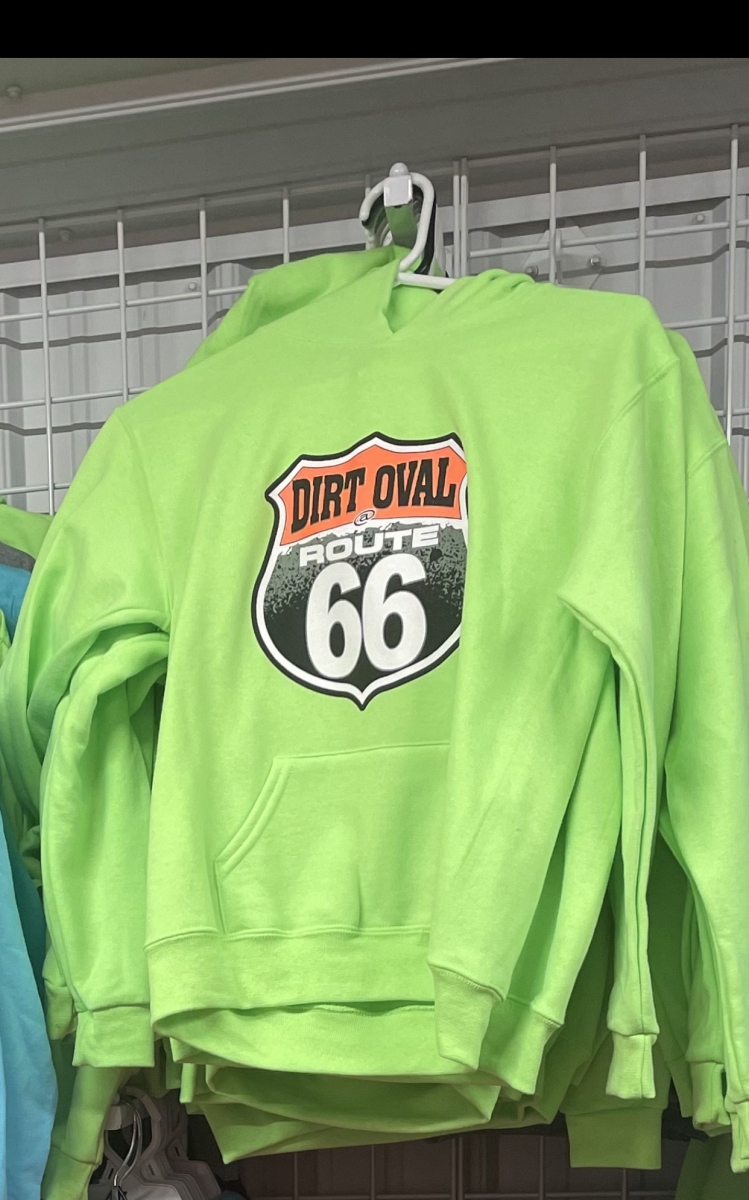 DIRT OVAL
@
ROUTE
66